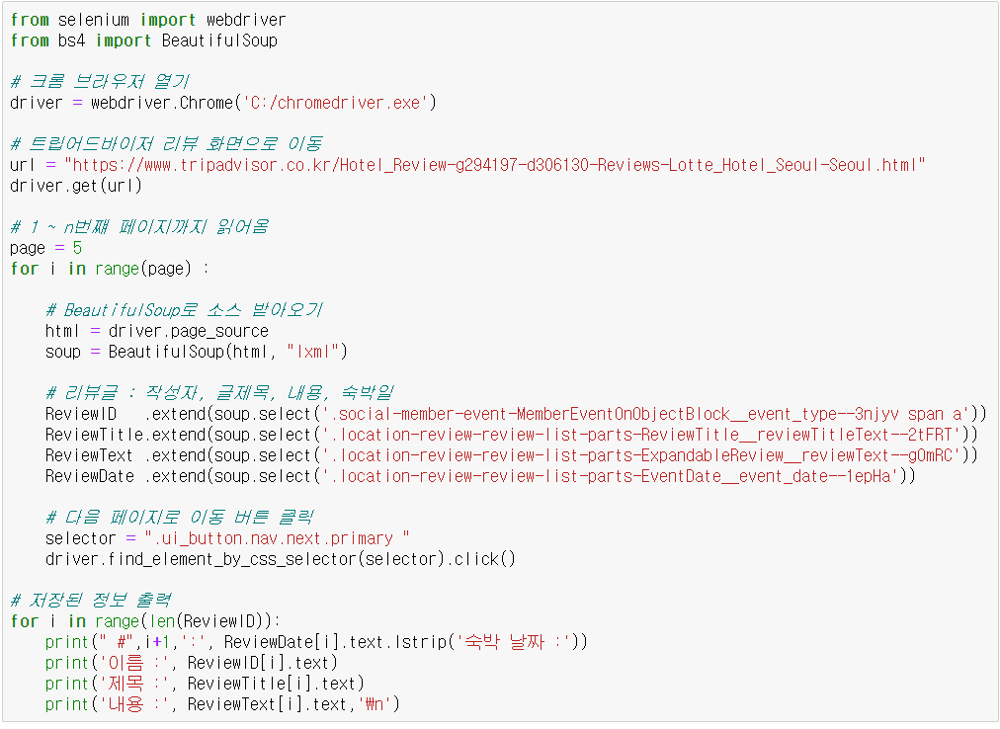 from selenium import webdriver
from bs4 import BeautifulSoup
# 크롬 브라우저 열기
driver = webdriver.Chrome('C:/chromedriver.exe')
# 트립어드바이저 리뷰 화면으로 이동
url = "https://www.tripadvisor.co.kr/Hotel_Review-g294197-d306130-Reviews-Lotte_Hotel_Seoul-Seoul.html"
driver.get(url)
# 1 ~ n번째 페이지까지 읽어옴
page = 5
for i in range(page) :
    # BeautifulSoup로 소스 받아오기
    html = driver.page_source
    soup = BeautifulSoup(html, "lxml")
    # 리뷰글 : 작성자, 글제목, 내용, 숙박일
    ReviewID   .extend(soup.select('.social-member-event-MemberEventOnObjectBlock__event_type--3njyv span a'))
    ReviewTitle.extend(soup.select('.location-review-review-list-parts-ReviewTitle__reviewTitleText--2tFRT'))
    ReviewText .extend(soup.select('.location-review-review-list-parts-ExpandableReview__reviewText--gOmRC'))
    ReviewDate .extend(soup.select('.location-review-review-list-parts-EventDate__event_date--1epHa'))
    # 다음 페이지로 이동 버튼 클릭
    selector = ".ui_button.nav.next.primary "
    driver.find_element_by_css_selector(selector).click()
# 저장된 정보 출력
for i in range(len(ReviewID)):
    print(" #",i+1,':', ReviewDate[i].text.lstrip('숙박 날짜 :'))
    print('이름 :', ReviewID[i].text)
    print('제목 :', ReviewTitle[i].text)
    print('내용 :', ReviewText[i].text,'₩n')